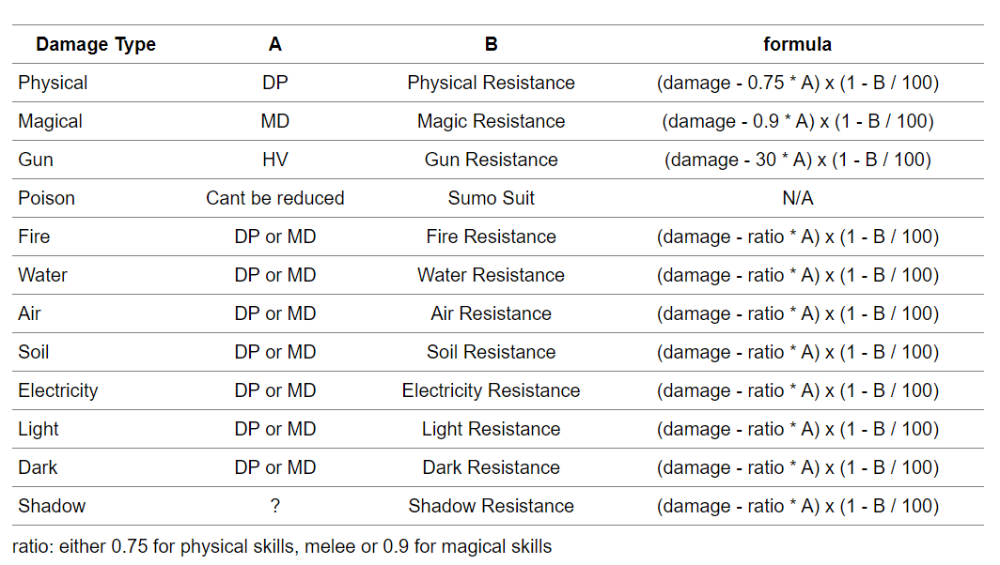 Damage Type A B formula
Physical DP Physical Resistance (damage - 0.75 * A) x (1 - B / 100)
Magical MD Magic Resistance (damage - 0.9 * A) x (1 - B / 100)
Gun HV Gun Resistance (damage - 30 * A) x (1 - B / 100)
Poison Cant be reduced Sumo Suit N/A
Fire DP or MD Fire Resistance (damage - ratio * A) x (1 - B / 100)
Water DP or MD Water Resistance (damage - ratio * A) x (1 - B / 100)
Air DP or MD Air Resistance (damage - ratio * A) x (1 - B / 100)
Soil DP or MD Soil Resistance (damage - ratio * A) x (1 - B / 100)
Electricity DP or MD Electricity Resistance (damage - ratio * A) x (1 - B / 100)
Light DP or MD Light Resistance (damage - ratio * A) x (1 - B / 100)
Dark DP or MD Dark Resistance (damage - ratio * A) x (1 - B / 100)
Shadow ? Shadow Resistance (damage - ratio * A) x (1 - B / 100)
ratio: either 0.75 for physical skills, melee or 0.9 for magical skills